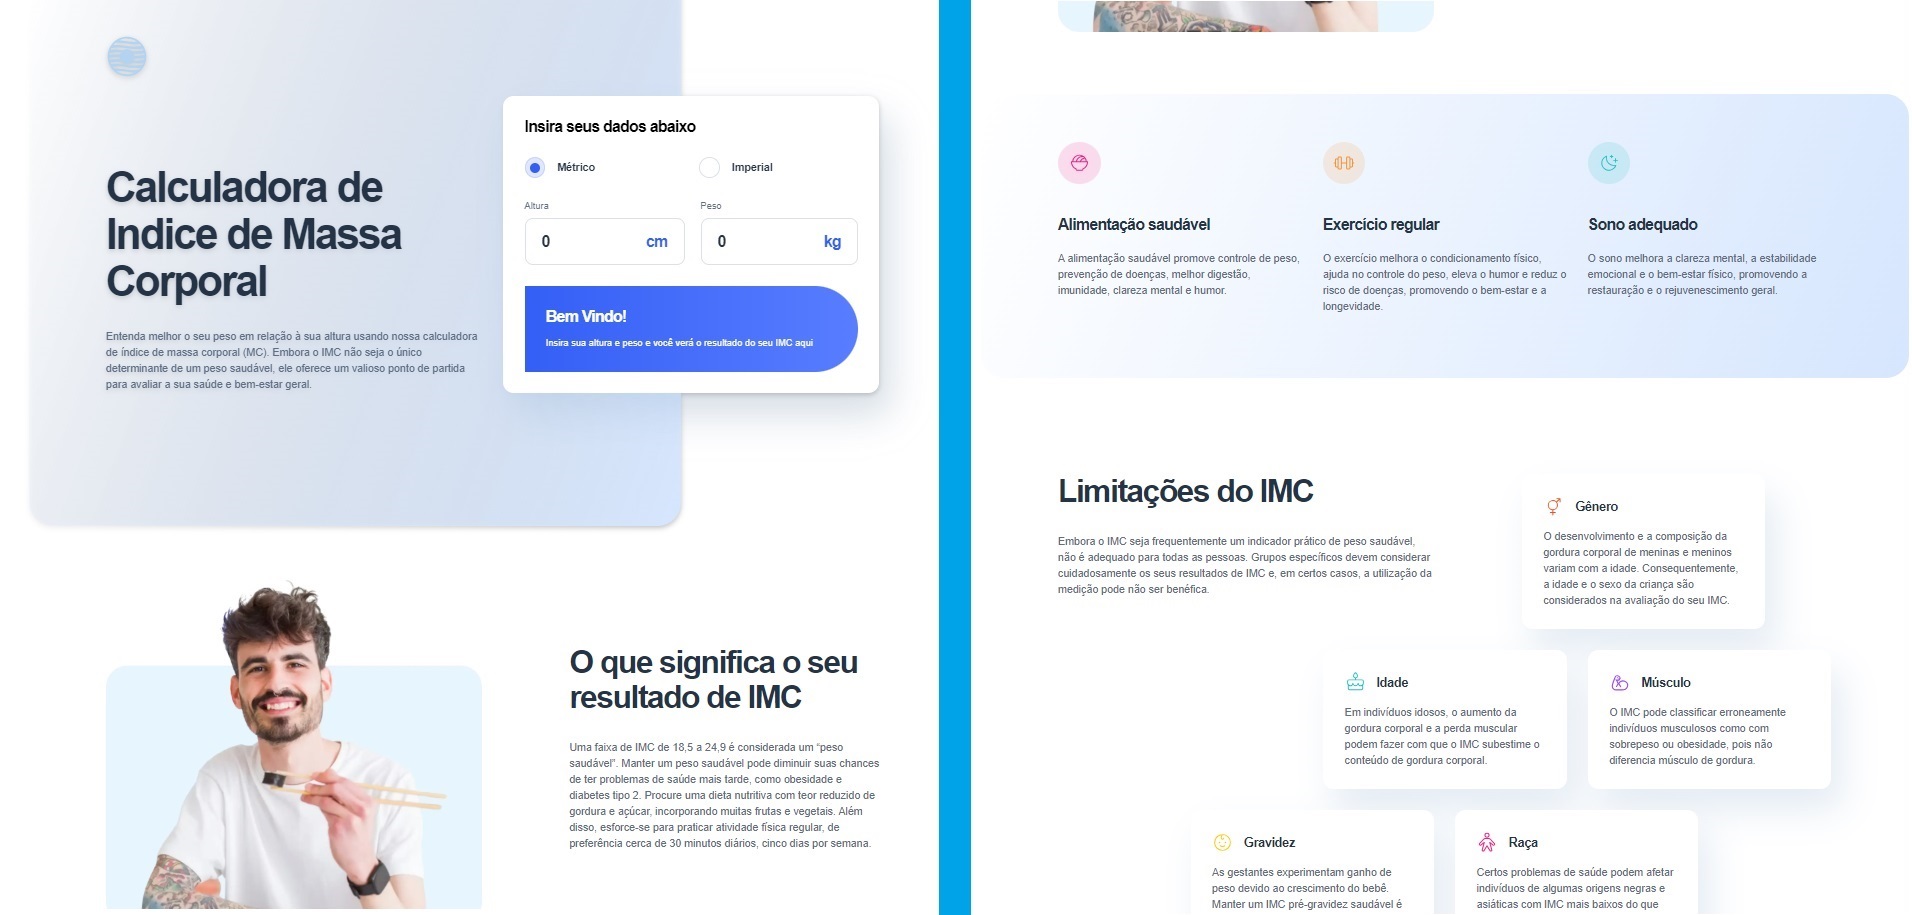 Calculadora de
Indice de Massa
Corporal
Entenda melhor o seu peso em relação à sua altura usando nossa calculadora
de índice de massa corporal (MC). Embora o IMC não seja o único
determinante de um peso saudável, ele oferece um valioso ponto de partida
para avaliar a sua saúde e bem-estar geral.
Insira seus dados abaixo
Métrico
Imperial
Altura
Peso
0 cm
0 kg
Bem Vindo!
Insira sua altura e peso e você verá o resultado do seu IMC aqui
O que significa o seu
resultado de IMC
Uma faixa de IMC de 18,5 a 24,9 é considerada um “peso
saudável”. Manter um peso saudável pode diminuir suas chances
de ter problemas de saúde mais tarde, como obesidade e
diabetes tipo 2. Procure uma dieta nutritiva com teor reduzido de
gordura e açúcar, incorporando muitas frutas e vegetais. Além
disso, esforce-se para praticar atividade física regular, de
preferência cerca de 30 minutos diários, cinco dias por semana.
Alimentação saudável
A alimentação saudável promove controle de peso,
prevenção de doenças, melhor digestão,
imunidade, clareza mental e humor.
Exercício regular
O exercício melhora o condicionamento físico,
ajuda no controle do peso, eleva o humor e reduz o
risco de doenças, promovendo o bem-estar e a
longevidade.
Sono adequado
O sono melhora a clareza mental, a estabilidade
emocional e o bem-estar físico, promovendo a
restauração e o rejuvenescimento geral.
Limitações do IMC
Embora o IMC seja frequentemente um indicador prático de peso saudável,
não é adequado para todas as pessoas. Grupos específicos devem considerar
cuidadosamente os seus resultados de IMC e, em certos casos, a utilização da
medição pode não ser benéfica.
Gênero
O desenvolvimento e a composição da
gordura corporal de meninas e meninos
variam com a idade. Consequentemente,
a idade e o sexo da criança são
considerados na avaliação do seu IMC.
Idade
Em indivíduos idosos, o aumento da
gordura corporal e a perda muscular
podem fazer com que o IMC subestime o
conteúdo de gordura corporal.
Músculo
O IMC pode classificar erroneamente
indivíduos musculosos como com
sobrepeso ou obesidade, pois não
diferencia músculo de gordura.
Gravidez
As gestantes experimentam ganho de
peso devido ao crescimento do bebê.
Manter um IMC pré-gravidez saudável é
Raça
Certos problemas de saúde podem afetar
indivíduos de algumas origens negras e
asiáticas com IMC mais baixos do que